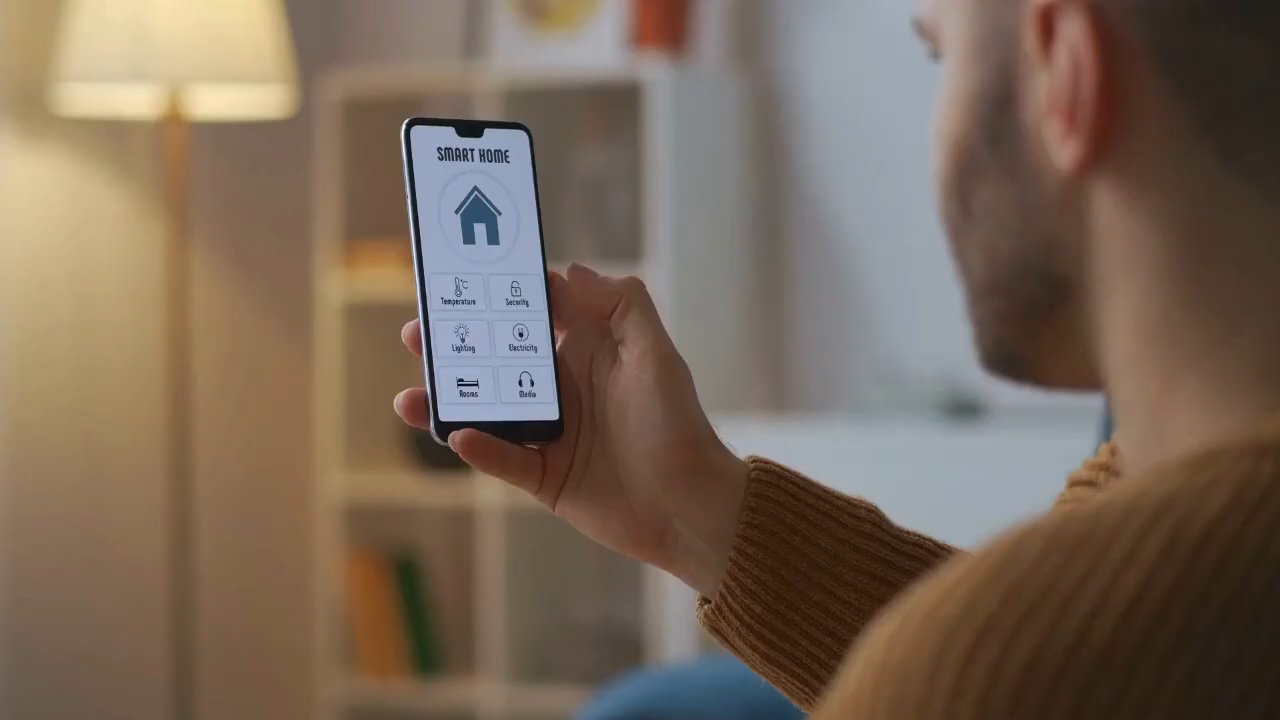 SMART HOME
°C
Temperature
Security
Lighting
Electricity
Rooms
Media